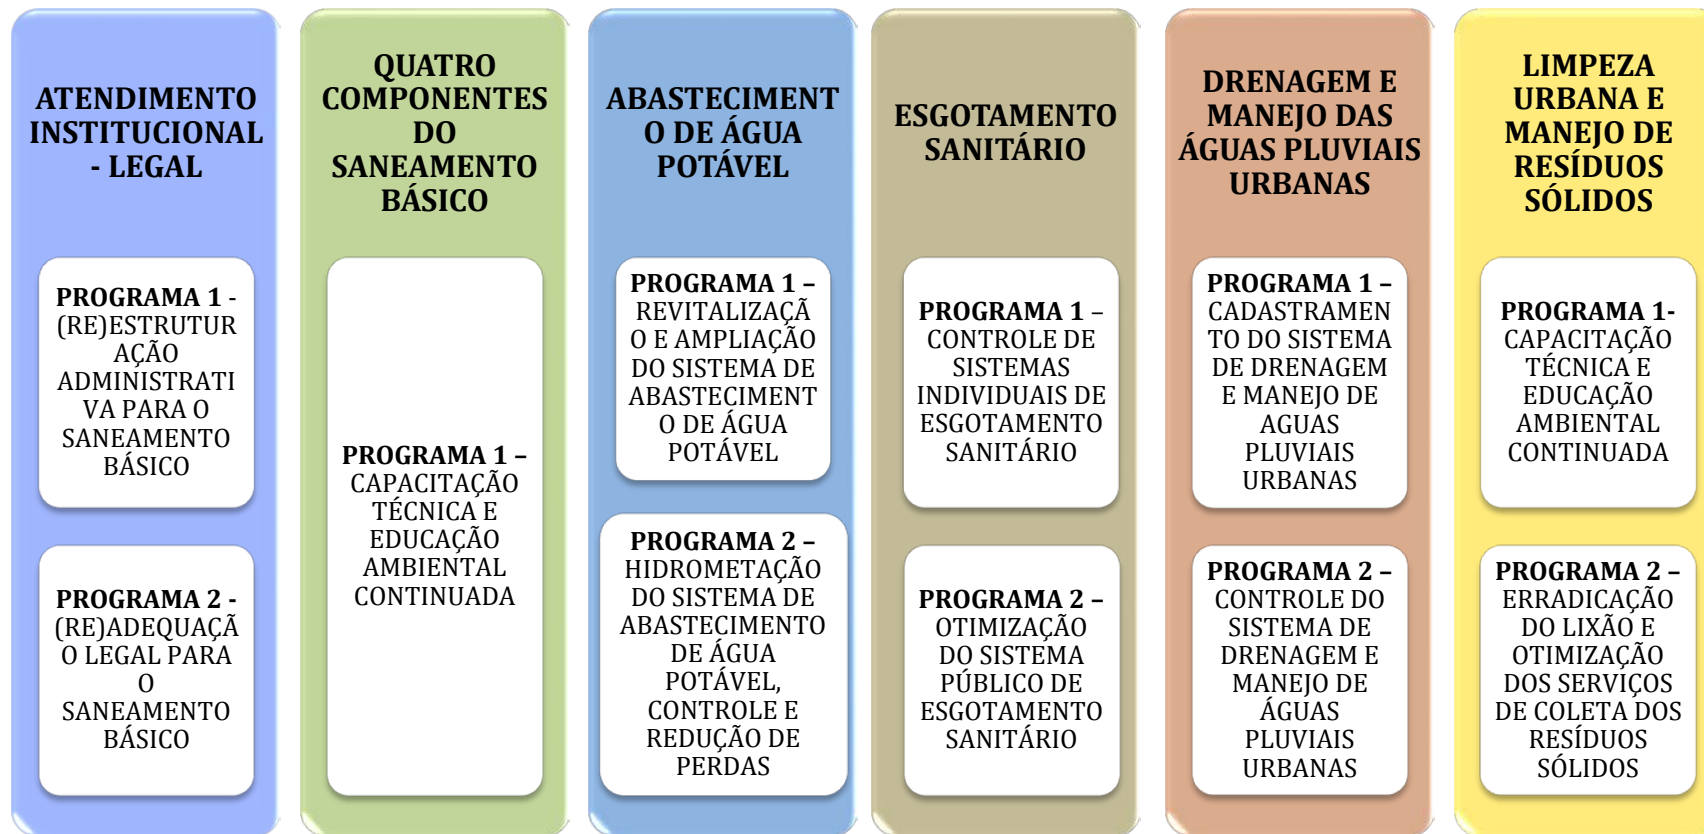 ATENDIMENTO
INSTITUCIONAL
- LEGAL
PROGRAMA 1 -
(RE)ESTRUTUR
AÇÃO
ADMINISTRATI
VA PARA O
SANEAMENTO
BÁSICO
PROGRAMA 2 -
(RE)ADEQUAÇÃ
O LEGAL PARA
O
SANEAMENTO
BÁSICO
QUATRO
COMPONENTES
DO
SANEAMENTO
BÁSICO
PROGRAMA 1 –
CAPACITAÇÃO
TÉCNICA E
EDUCAÇÃO
AMBIENTAL
CONTINUADA
ABASTECIMENT
O DE ÁGUA
POTÁVEL
PROGRAMA 1 –
REVITALIZAÇÃ
O E AMPLIAÇÃO
DO SISTEMA DE
ABASTECIMENT
O DE ÁGUA
POTÁVEL
PROGRAMA 2 –
HIDROMETAÇÃO
DO SISTEMA DE
ABASTECIMENTO
DE ÁGUA
POTÁVEL,
CONTROLE E
REDUÇÃO DE
PERDAS
ESGOTAMENTO
SANITÁRIO
PROGRAMA 1 –
CONTROLE DE
SISTEMAS
INDIVIDUAIS DE
ESGOTAMENTO
SANITÁRIO
PROGRAMA 2 –
OTIMIZAÇÃO
DO SISTEMA
PÚBLICO DE
ESGOTAMENTO
SANITÁRIO
DRENAGEM E
MANEJO DAS
ÁGUAS PLUVIAIS
URBANAS
PROGRAMA 1 –
CADASTRAMEN
TO DO SISTEMA
DE DRENAGEM
E MANEJO DE
AGUAS
PLUVIAIS
URBANAS
PROGRAMA 2 –
CONTROLE DO
SISTEMA DE
DRENAGEM E
MANEJO DE
ÁGUAS
PLUVIAIS
URBANAS
LIMPEZA
URBANA E
MANEJO DE
RESÍDUOS
SÓLIDOS
PROGRAMA 1-
CAPACITAÇÃO
TÉCNICA E
EDUCAÇÃO
AMBIENTAL
CONTINUADA
PROGRAMA 2 –
ERRADICAÇÃO
DO LIXÃO E
OTIMIZAÇÃO
DOS SERVIÇOS
DE COLETA DOS
RESÍDUOS
SÓLIDOS